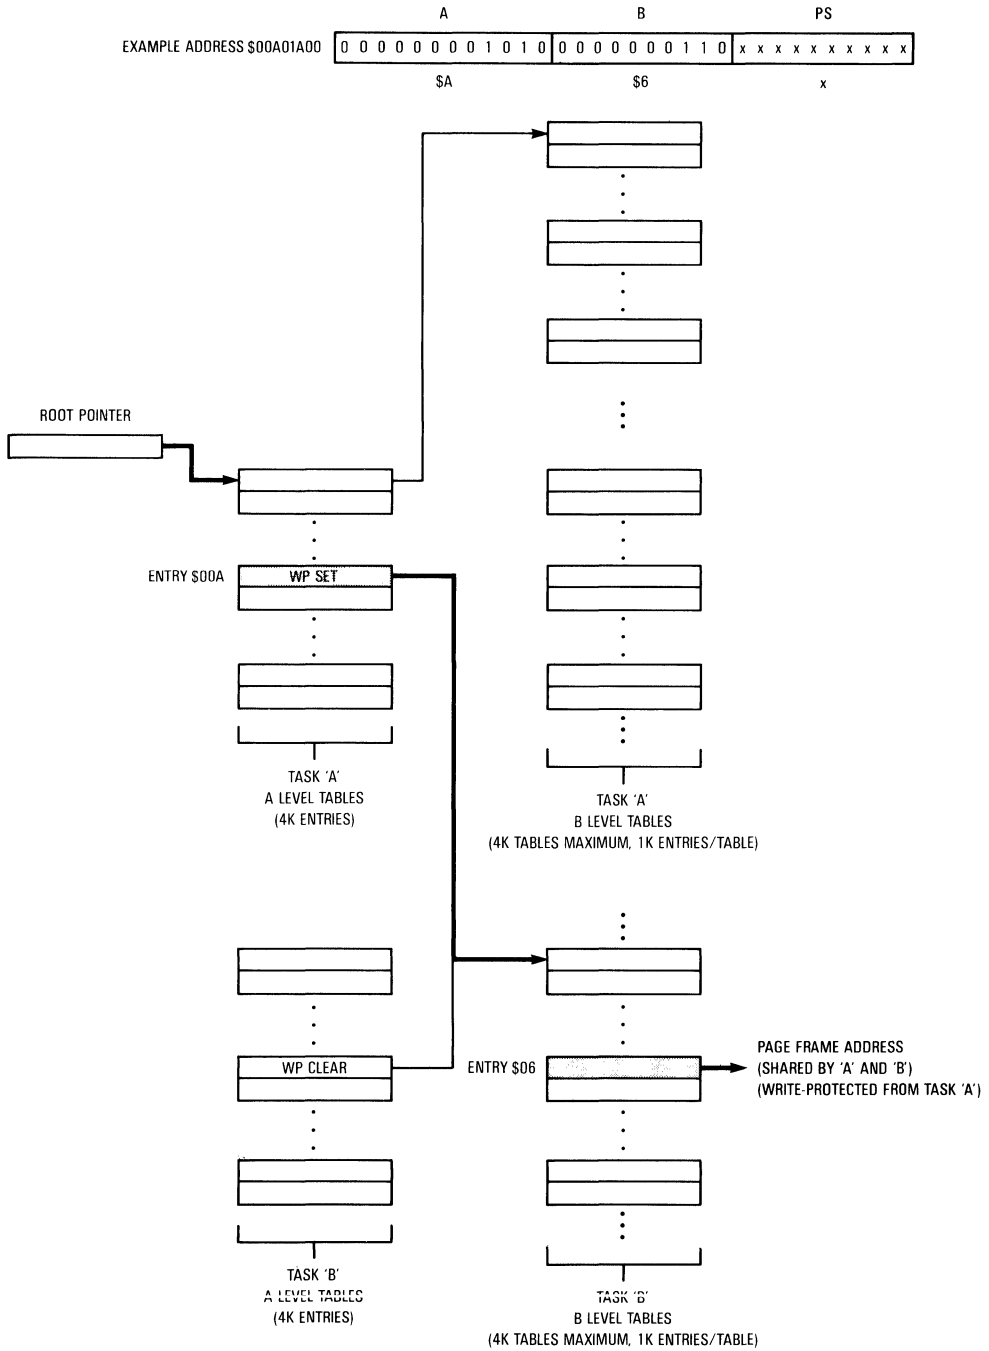 A B PS
EXAMPLE ADDRESS $00A01A00 0 0 0 0 0 0 0 0 1 0 1 0 0 0 0 0 0 0 0 1 1 0 x x x x x x x x x x
$A $6 x
ROOT POINTER
ENTRY $00A WP SET
TASK 'A'
A LEVEL TABLES
(4K ENTRIES)
TASK 'A'
B LEVEL TABLES
(4K TABLES MAXIMUM, 1K ENTRIES/TABLE)
WP CLEAR
ENTRY $06
PAGE FRAME ADDRESS
(SHARED BY 'A' AND 'B')
(WRITE-PROTECTED FROM TASK 'A')
TASK 'B'
A LEVEL TABLES
(4K ENTRIES)
TASK 'B'
B LEVEL TABLES
(4K TABLES MAXIMUM, 1K ENTRIES/TABLE)